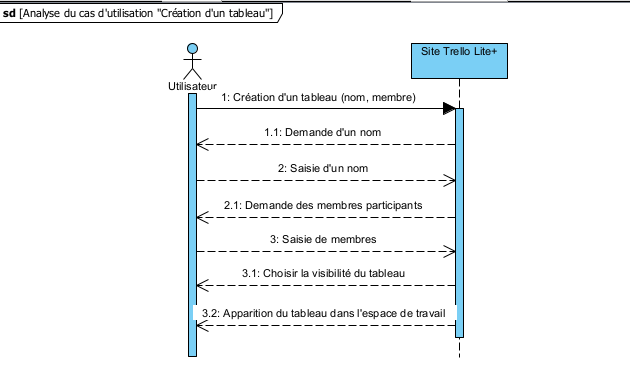 sd [Analyse du cas d'utilisation "Création d'un tableau"]
Utilisateur
Site Trello Lite+
1: Création d'un tableau (nom, membre)
1.1: Demande d'un nom
2: Saisie d'un nom
2.1: Demande des membres participants
3: Saisie de membres
3.1: Choisir la visibilité du tableau
3.2: Apparition du tableau dans l'espace de travail